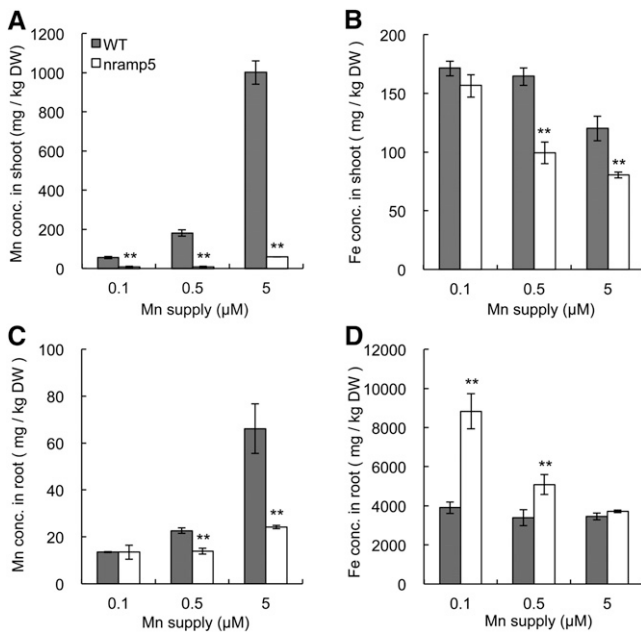 A
WT
nramp5
Mn conc. in shoot (mg / kg DW)
1200
1000
800
600
400
200
0
**
**
**
0.1 0.5 5
Mn supply (µM)
B
Fe conc. in shoot ( mg / kg DW )
200
150
100
50
0
**
**
0.1 0.5 5
Mn supply (µM)
C
Mn conc. in root ( mg / kg DW )
100
80
60
40
20
0
**
**
0.1 0.5 5
Mn supply (µM)
D
Fe conc. in root ( mg / kg DW )
12000
10000
8000
6000
4000
2000
0
**
**
0.1 0.5 5
Mn supply (µM)